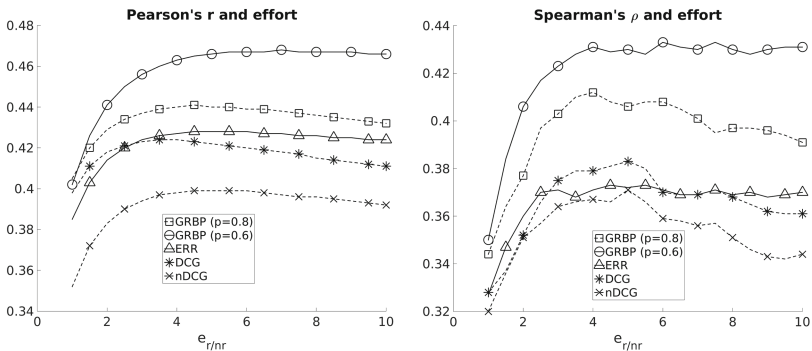 Pearson's r and effort
0.48
0.46
0.44
0.42
0.4
0.38
0.36
0.34
0 2 4 6 8 10
e r/nr
GRBP (p=0.8)
GRBP (p=0.6)
ERR
DCG
nDCG
Spearman's ρ and effort
0.44
0.42
0.4
0.38
0.36
0.34
0.32
0 2 4 6 8 10
e r/nr
GRBP (p=0.8)
GRBP (p=0.6)
ERR
DCG
nDCG